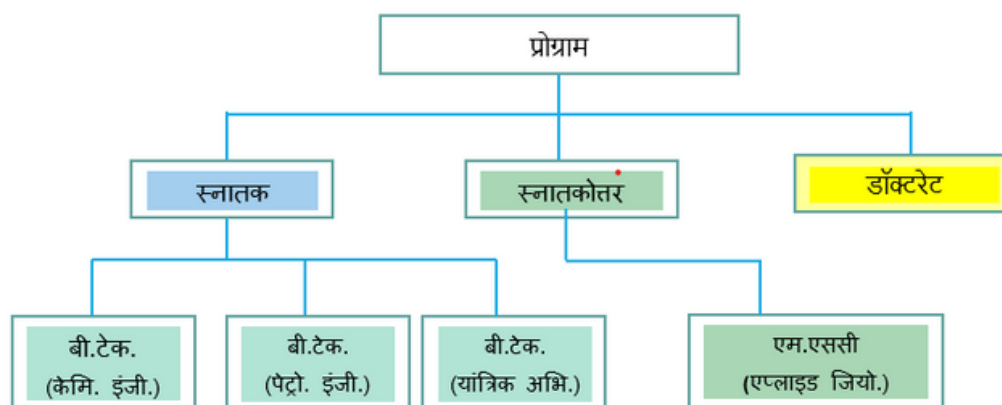 प्रोग्राम
स्नातक
स्नातकोत्तर
डॉक्टरेट
बी.टेक.
(केमि. इंजी.)
बी.टेक.
(पेट्रो. इंजी.)
बी.टेक.
(यांत्रिक अभि.)
एम.एससी
(एप्लाइड जियो.)